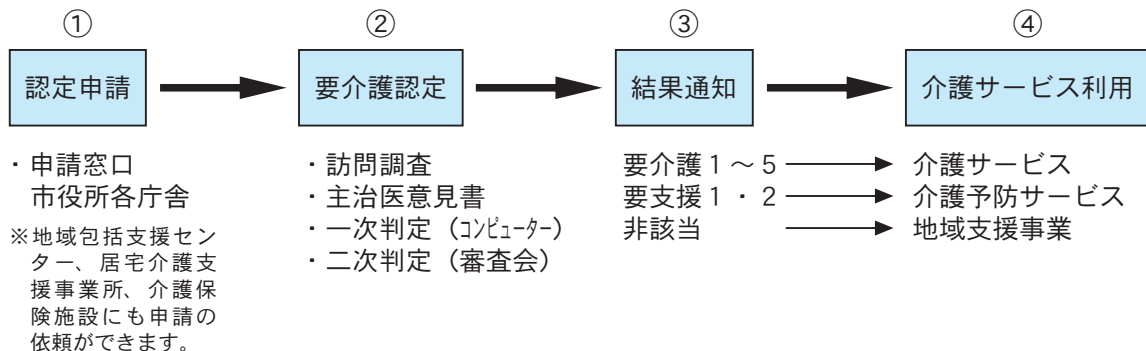 ①
認定申請
・申請窓口
市役所各庁舎
※地域包括支援セン
ター、居宅介護支
援事業所、介護保
険施設にも申請の
依頼ができます。
②
要介護認定
・訪問調査
・主治医意見書
・一次判定（ｺﾝﾋﾟｭｰﾀｰ）
・二次判定（審査会）
③
結果通知
④
介護サービス利用
要介護１～５ 介護サービス
要支援１・２ 介護予防サービス
非該当 地域支援事業